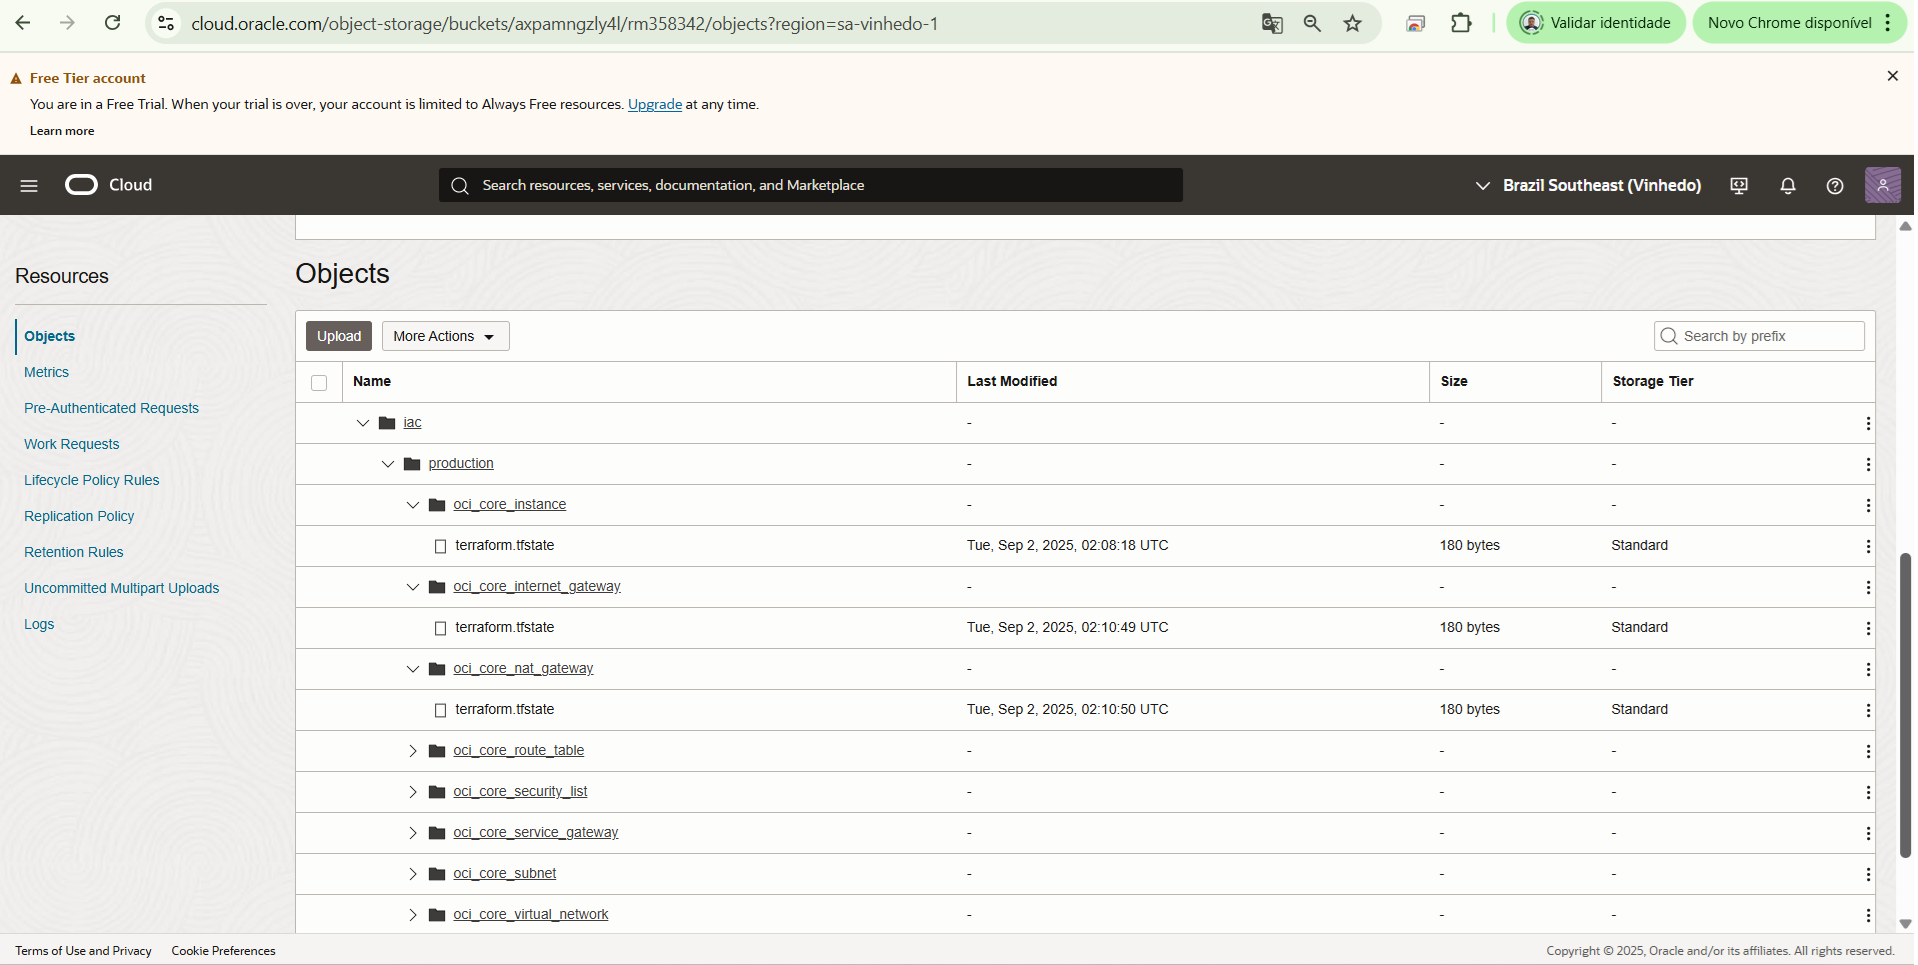 cloud.oracle.com/object-storage/buckets/axpamngzly4l/rm358342/objects?region=sa-vinhedo-1
Validar identidade
Novo Chrome disponível
Free Tier account
You are in a Free Trial. When your trial is over, your account is limited to Always Free resources. Upgrade at any time.
Learn more
Cloud
Search resources, services, documentation, and Marketplace
Brazil Southeast (Vinhedo)
Resources
Objects
Metrics
Pre-Authenticated Requests
Work Requests
Lifecycle Policy Rules
Replication Policy
Retention Rules
Uncommitted Multipart Uploads
Logs
Objects
Upload More Actions Search by prefix
Name Last Modified Size Storage Tier
iac - - -
production - - -
oci_core_instance - - -
terraform.tfstate Tue, Sep 2, 2025, 02:08:18 UTC 180 bytes Standard
oci_core_internet_gateway - - -
terraform.tfstate Tue, Sep 2, 2025, 02:10:49 UTC 180 bytes Standard
oci_core_nat_gateway - - -
terraform.tfstate Tue, Sep 2, 2025, 02:10:50 UTC 180 bytes Standard
oci_core_route_table - - -
oci_core_security_list - - -
oci_core_service_gateway - - -
oci_core_subnet - - -
oci_core_virtual_network - - -
Terms of Use and Privacy Cookie Preferences
Copyright © 2025, Oracle and/or its affiliates. All rights reserved.